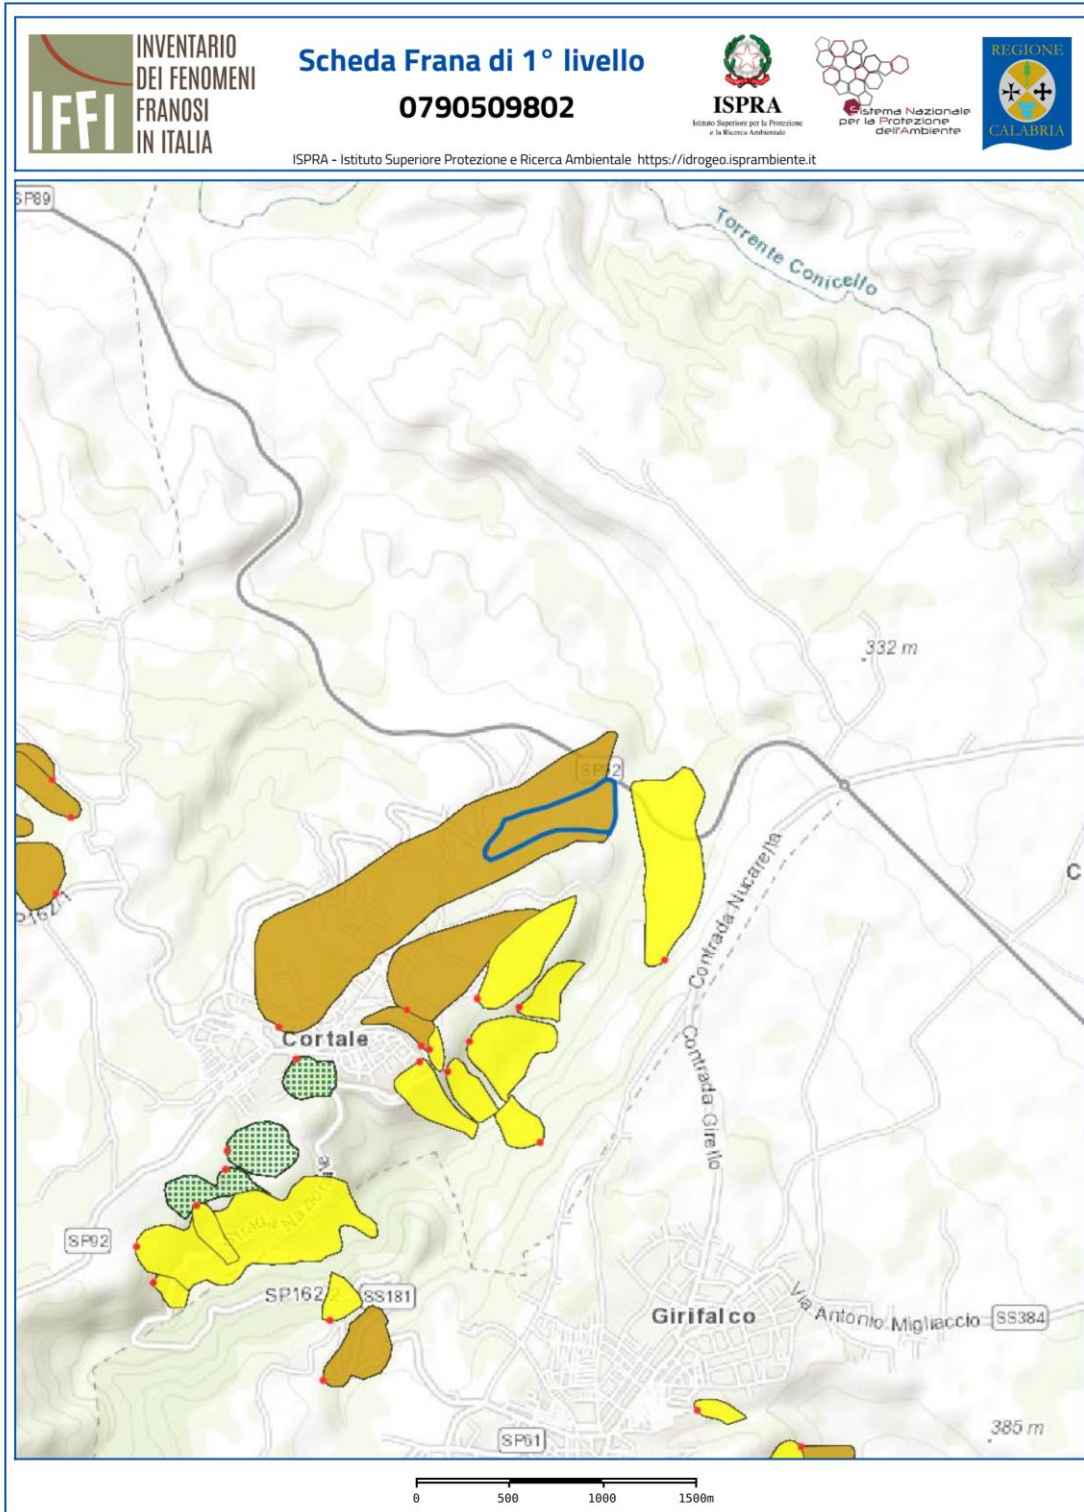 IFFI
INVENTARIO
DEI FENOMENI
FRANOSI
IN ITALIA
Scheda Frana di 1° livello
0790509802
ISPRA
Istituto Superiore per la Protezione
e la Ricerca Ambientale
Sistema Nazionale
per la Protezione
dell'Ambiente
REGIONE
CALABRIA
ISPRA - Istituto Superiore Protezione e Ricerca Ambientale https://idrogeo.isprambiente.it
SP89
Torrente Conicello
332 m
Contrada Nucarella
C
Cortale
Contrada Girello
SP92
SP162/2
SS181
Girifalco
Via Antonio Migliaccio
SS384
SP61
385 m
0 500 1000 1500m